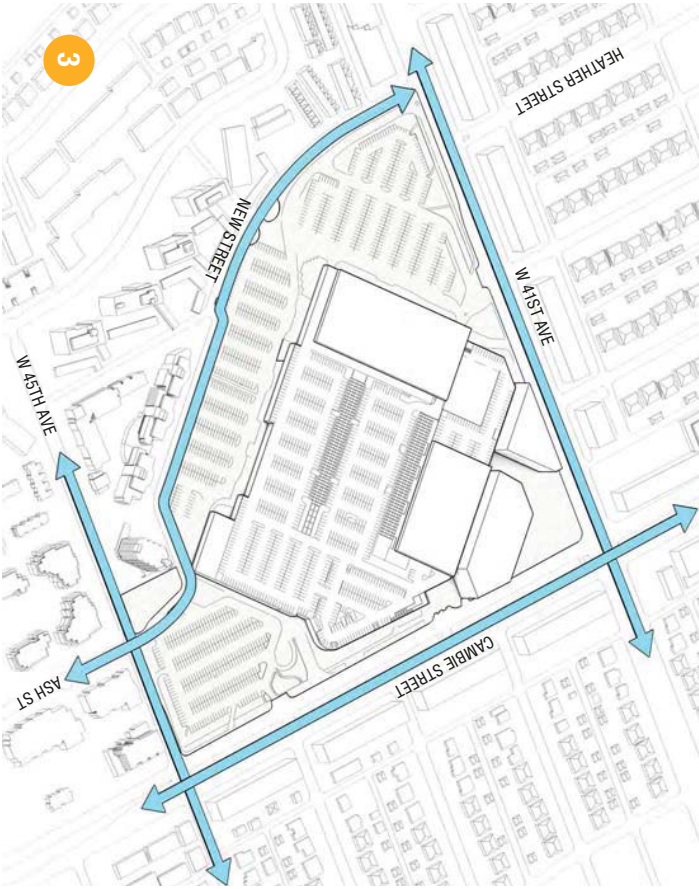 3
HEATHER STREET
NEW STREET
W 41ST AVE
W 45TH AVE
CAMBIE STREET
ASH ST